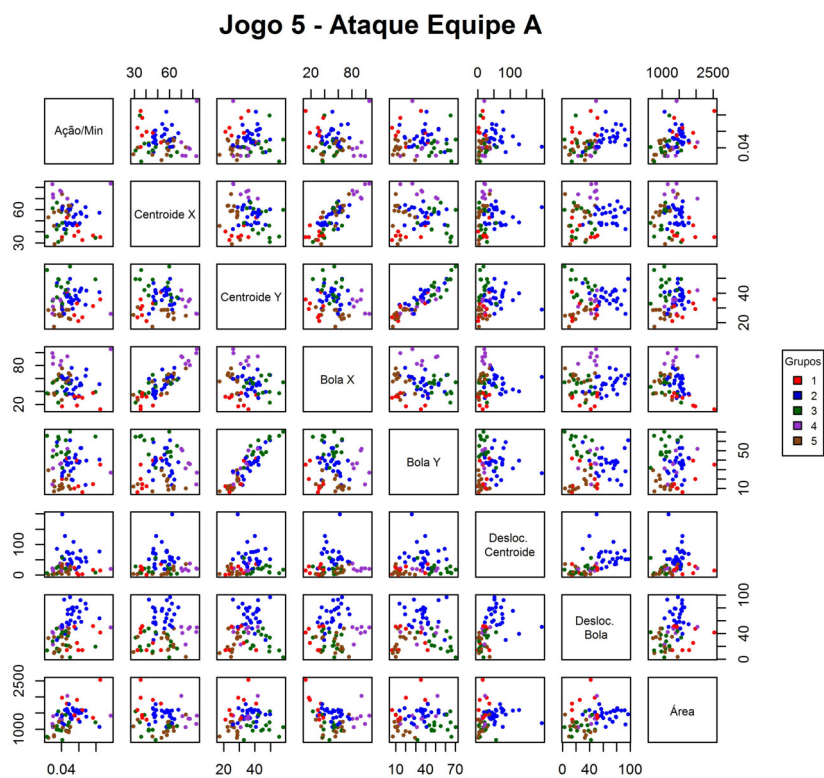 Jogo 5 - Ataque Equipe A
30 60
20 80
0 100
1000 2500
Ação/Min
0.04
30 60
Centroide X
Centroide Y
20 40
20 80
Bola X
Grupos
1
2
3
4
5
Bola Y
10 50
0 100
Desloc.
Centroide
Desloc.
Bola
0 40 100
1000 2500
Área
0.04
20 40
10 40 70
0 40 100